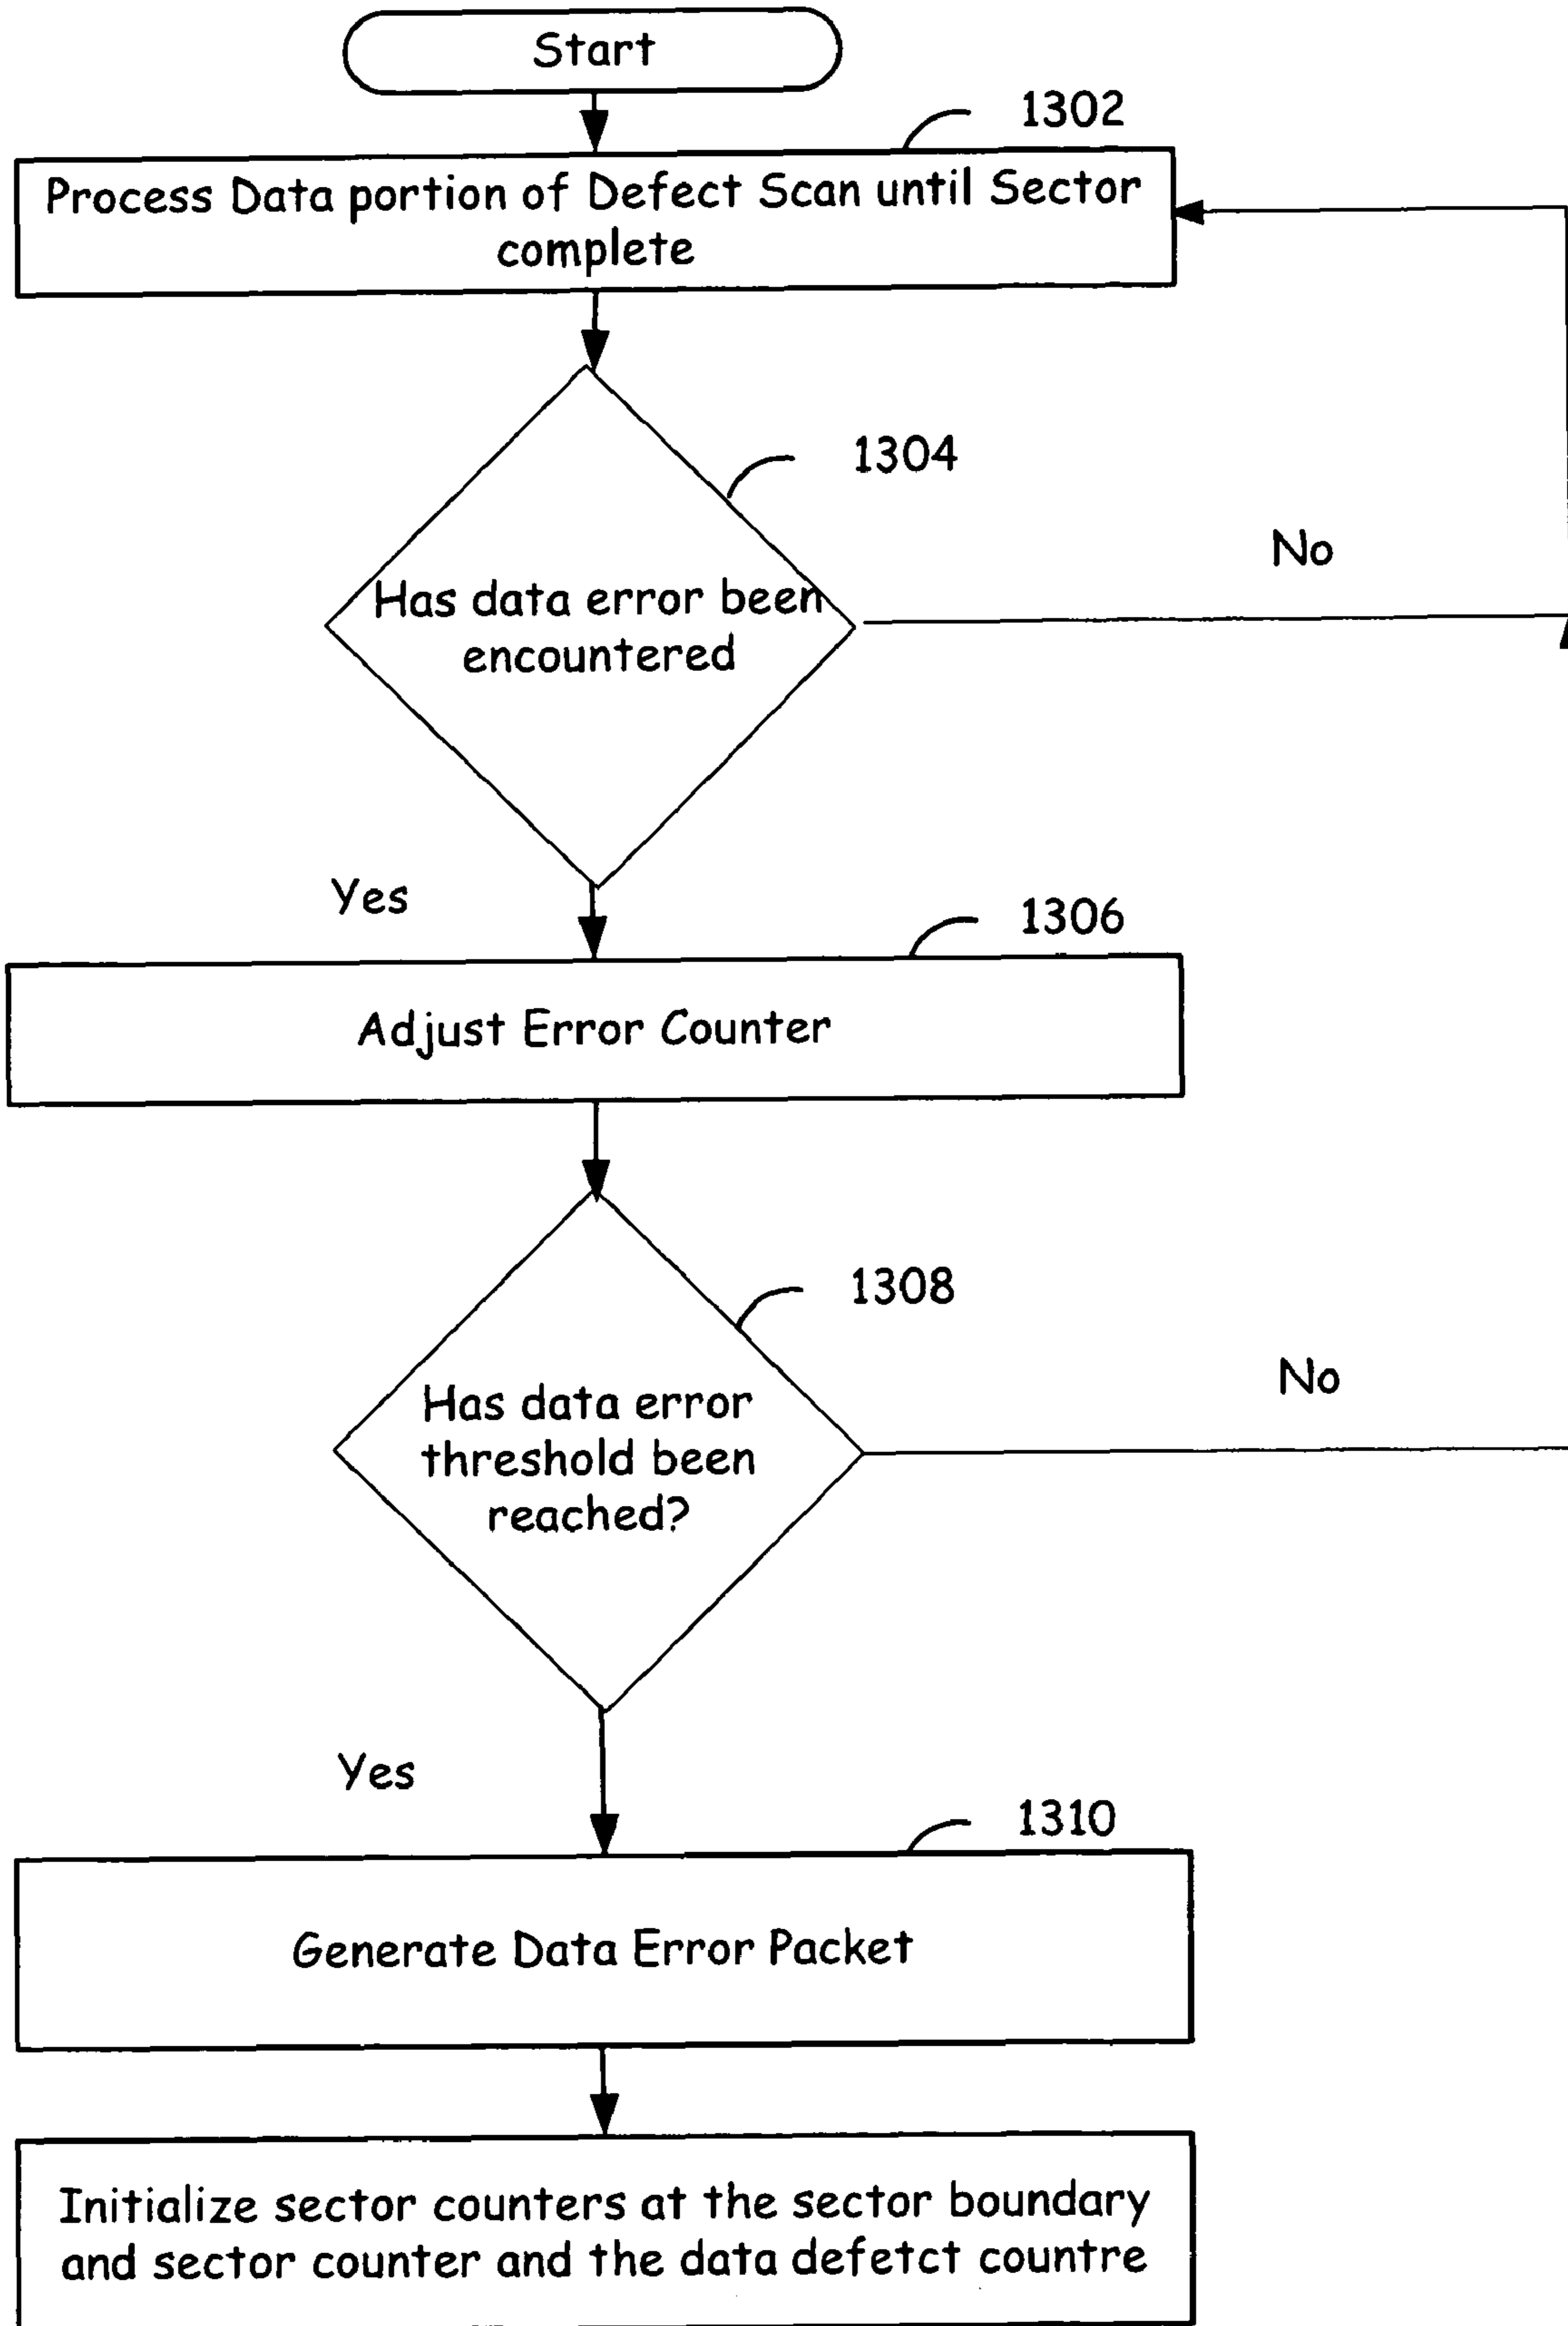 Start
1302
Process Data portion of Defect Scan until Sector
complete
1304
No
Has data error been
encountered
Yes
1306
Adjust Error Counter
1308
No
Has data error
threshold been
reached?
Yes
1310
Generate Data Error Packet
Initialize sector counters at the sector boundary
and sector counter and the data defetct countre